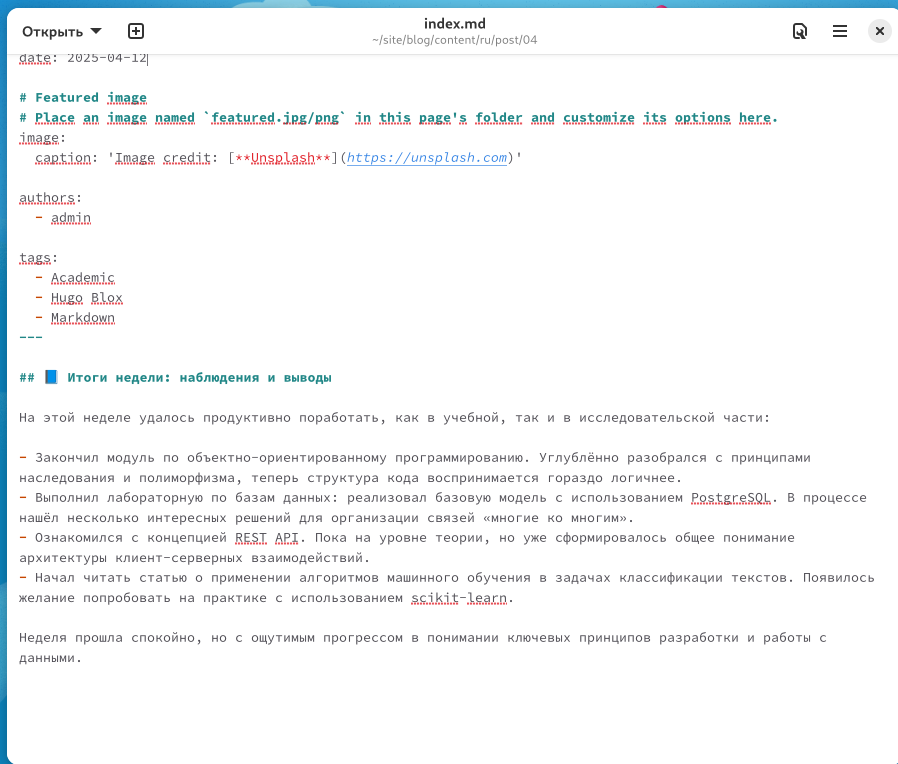 Открыть
index.md
~/site/blog/content/ru/post/04
date: 2025-04-12
# Featured image
# Place an image named `featured.jpg/png` in this page's folder and customize its options here.
image:
  caption: 'Image credit: [**Unsplash**](https://unsplash.com)'
authors:
  - admin
tags:
  - Academic
  - Hugo Blox
  - Markdown
---
## 📘 Итоги недели: наблюдения и выводы
На этой неделе удалось продуктивно поработать, как в учебной, так и в исследовательской части:
- Закончил модуль по объектно-ориентированному программированию. Углублённо разобрался с принципами
наследования и полиморфизма, теперь структура кода воспринимается гораздо логичнее.
- Выполнил лабораторную по базам данных: реализовал базовую модель с использованием PostgreSQL. В процессе
нашёл несколько интересных решений для организации связей «многие ко многим».
- Ознакомился с концепцией REST API. Пока на уровне теории, но уже сформировалось общее понимание
архитектуры клиент-серверных взаимодействий.
- Начал читать статью о применении алгоритмов машинного обучения в задачах классификации текстов. Появилось
желание попробовать на практике с использованием scikit-learn.
Неделя прошла спокойно, но с ощутимым прогрессом в понимании ключевых принципов разработки и работы с
данными.